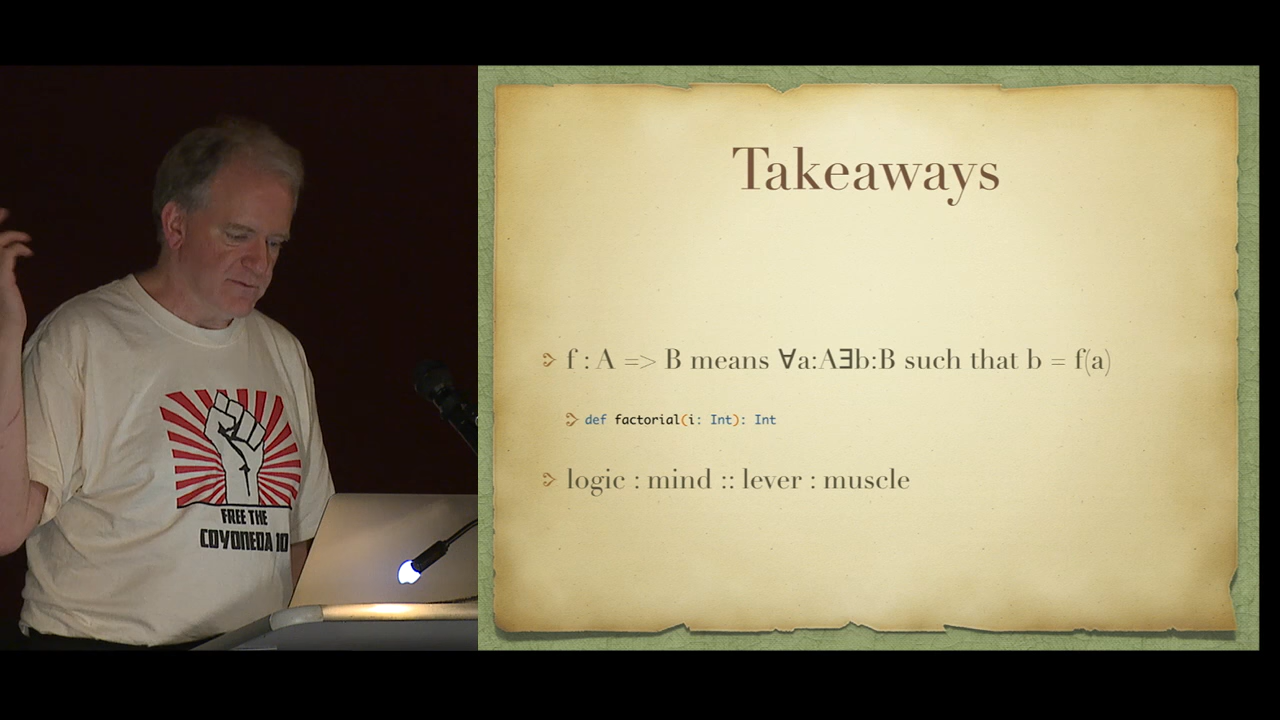 FREE THE
COYONEDA 10
Takeaways
f : A => B means ∀a:A∃b:B such that b = f(a)
def factorial(i: Int): Int
logic : mind :: lever : muscle